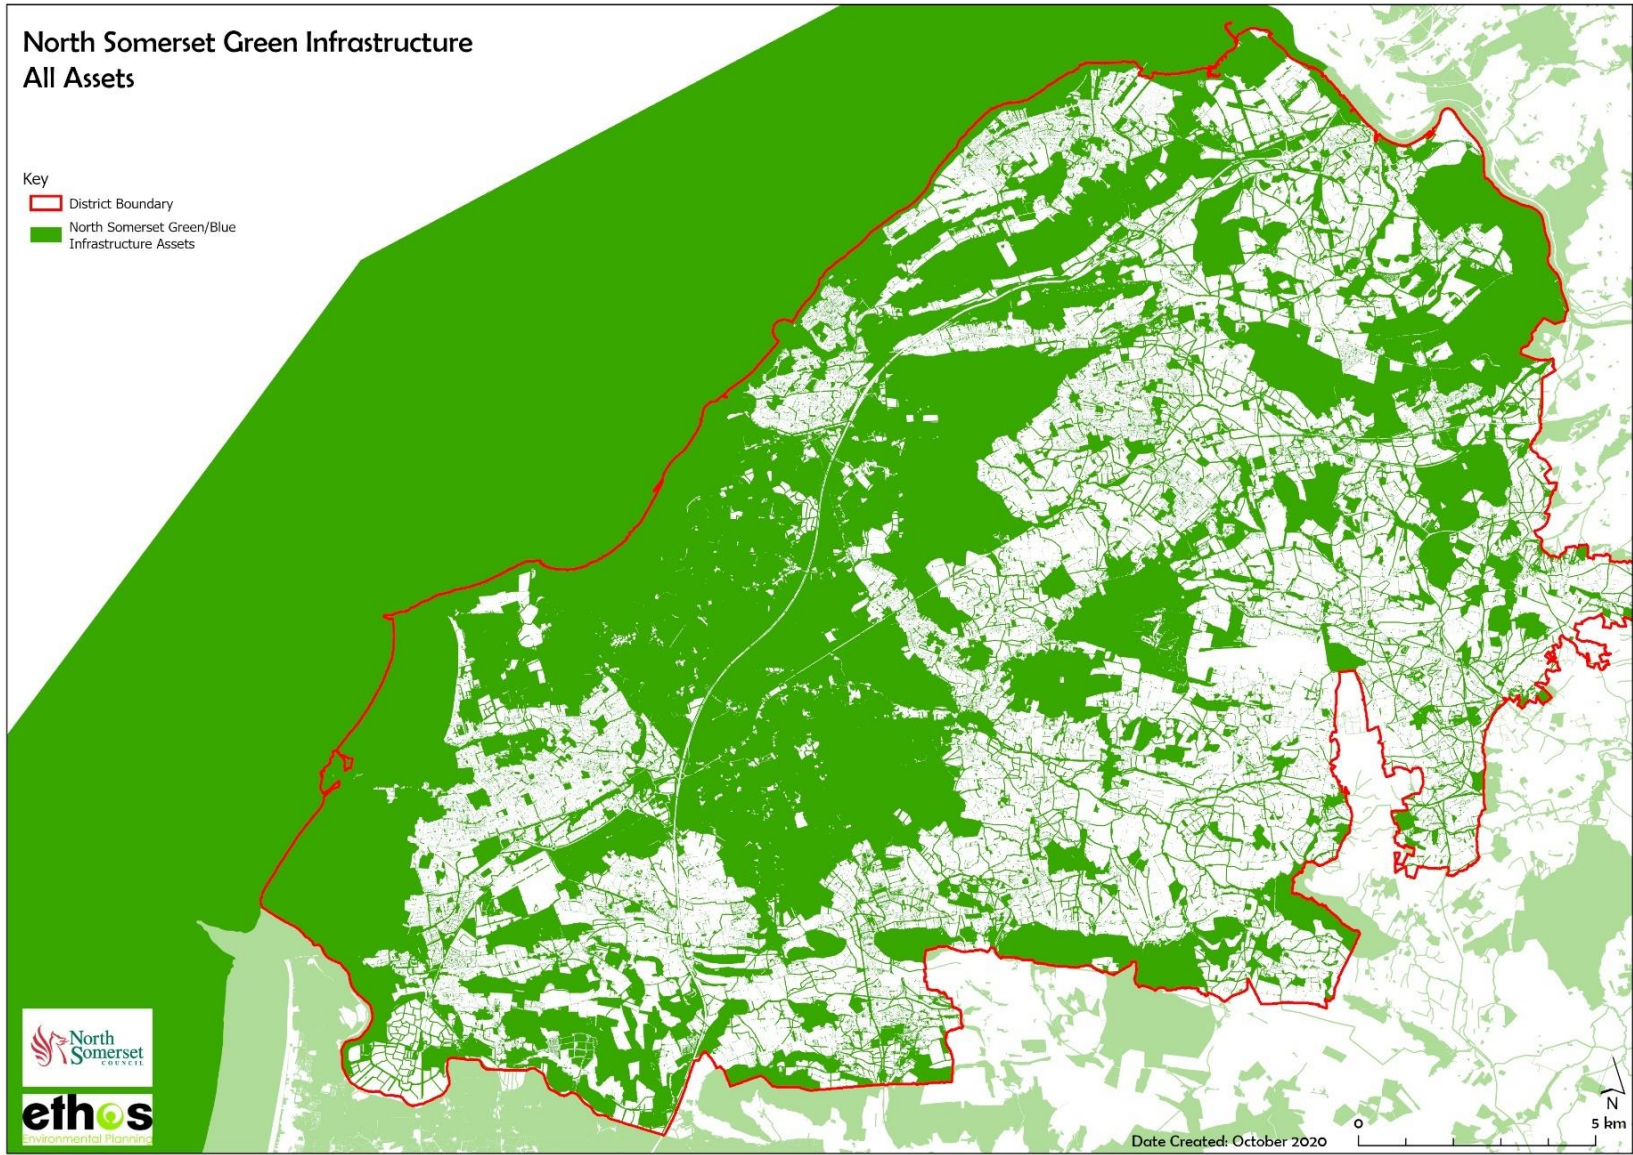 North Somerset Green Infrastructure
All Assets
Key
District Boundary
North Somerset Green/Blue
Infrastructure Assets
North
Somerset
COUNCIL
ethos
Environmental Planning
Date Created: October 2020
N
0
5 km